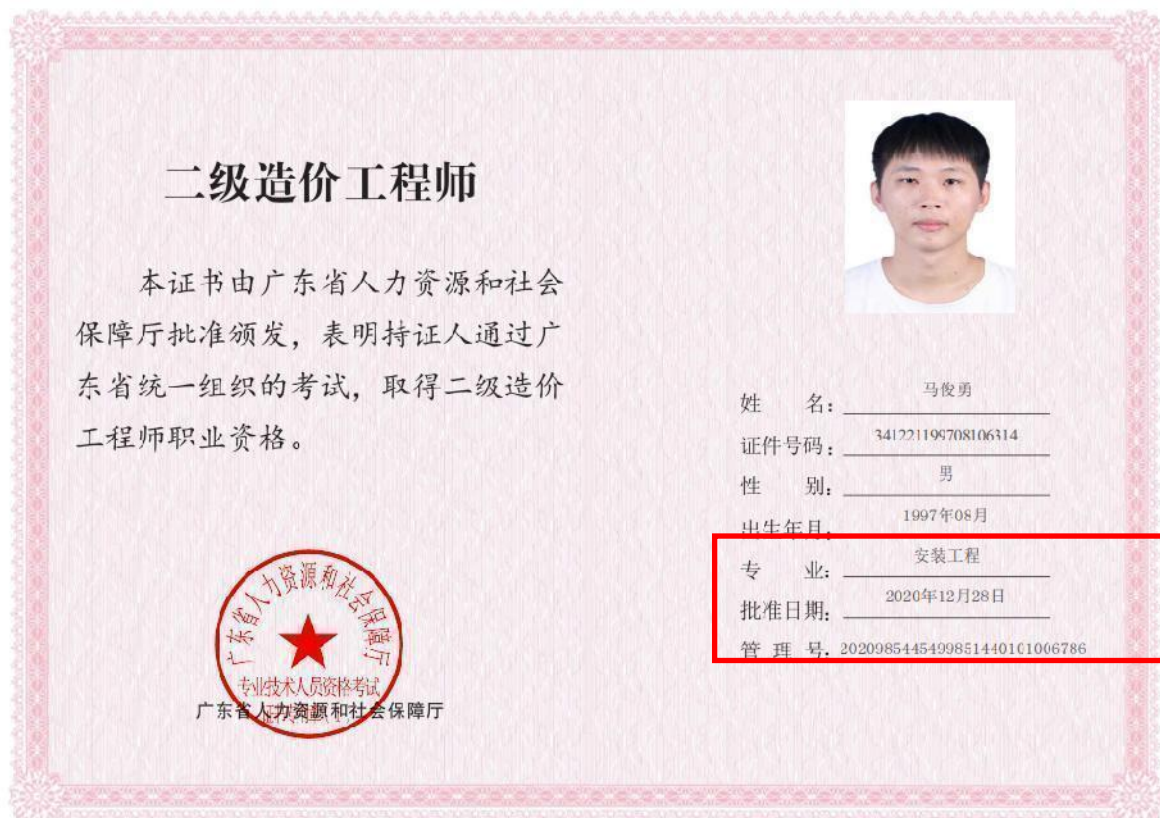 二级造价工程师
本证书由广东省人力资源和社会
保障厅批准颁发，表明持证人通过广
东省统一组织的考试，取得二级造价
工程师职业资格。
广东省人力资源和社会保障厅
专业技术人员资格考试
广东省人力资源和社会保障厅
姓 名： 马俊勇
证件号码： 341221199708106314
性 别： 男
出生年月： 1997年08月
专 业： 安装工程
批准日期： 2020年12月28日
管 理 号： 2020985445499851440101006786